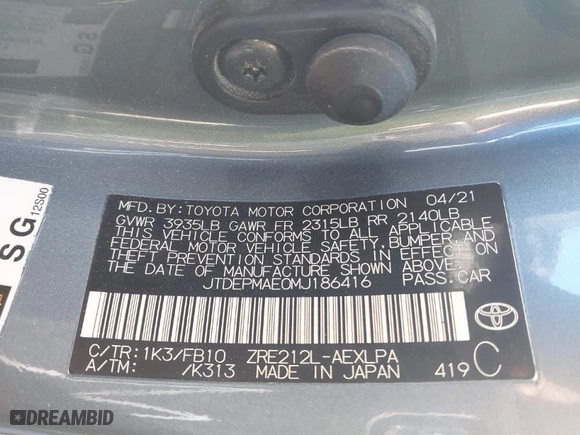 MFD. BY: TOYOTA MOTOR CORPORATION 04/21
GVWR 3935LB GAWR FR 2315LB RR 2140LB
THIS VEHICLE CONFORMS TO ALL APPLICABLE
FEDERAL MOTOR VEHICLE SAFETY, BUMPER, AND
THEFT PREVENTION STANDARDS IN EFFECT ON
THE DATE OF MANUFACTURE SHOWN ABOVE.
JTDEPMAE0MJ186416 PASS. CAR
C/TR: 1K3/FB10 ZRE212L-AEXLPA
A/TM: /K313 MADE IN JAPAN 419 C
SG
12S00
DREAMBID